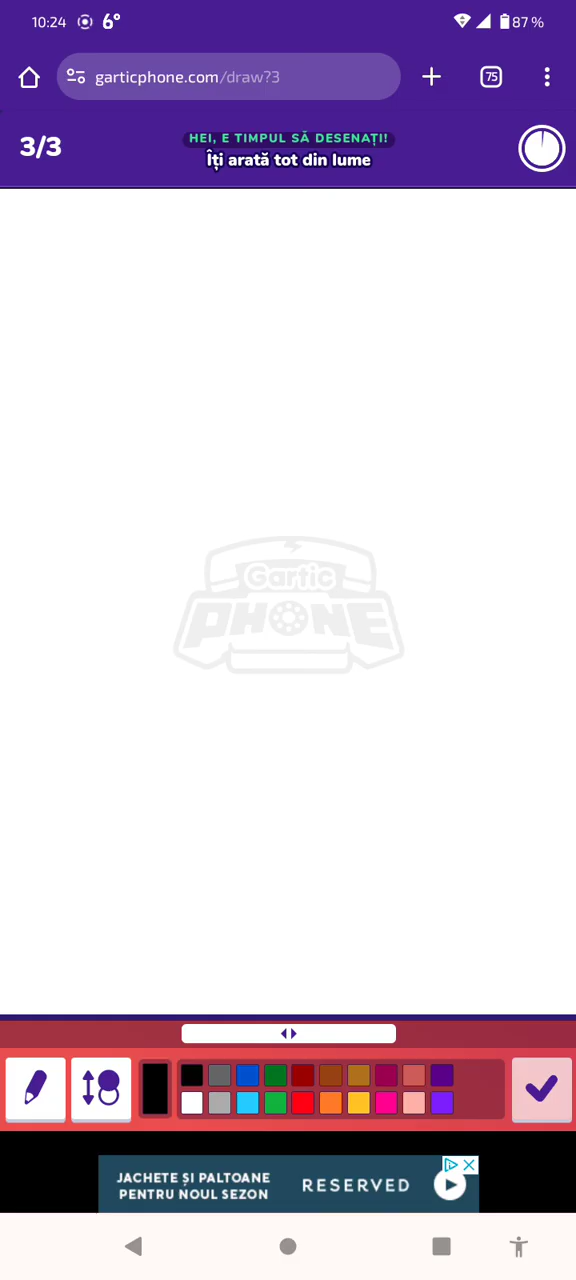 10:24 6° 87 %
garticphone.com/draw?3 75
3/3
HEI, E TIMPUL SĂ DESENAȚI!
Îți arată tot din lume
Gartic
PHONE
JACHETE ȘI PALTOANE
PENTRU NOUL SEZON
RESERVED